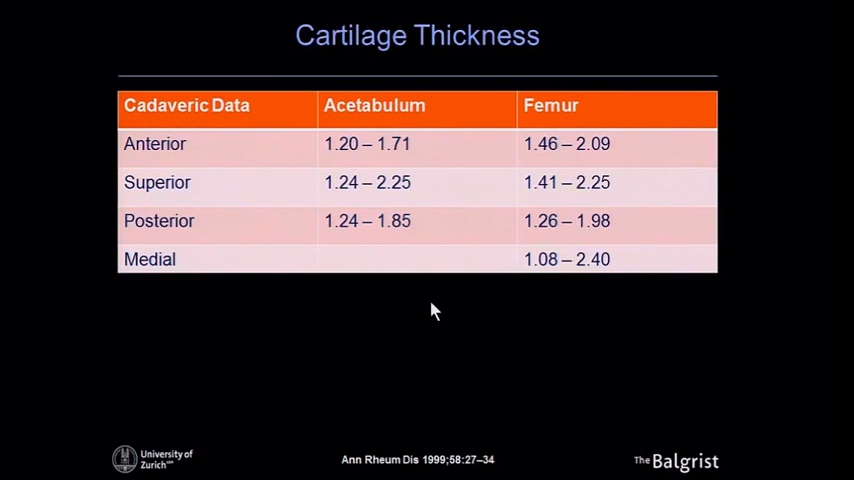 Cartilage Thickness
Cadaveric Data Acetabulum Femur
Anterior 1.20 – 1.71 1.46 – 2.09
Superior 1.24 – 2.25 1.41 – 2.25
Posterior 1.24 – 1.85 1.26 – 1.98
Medial 1.08 – 2.40
University of
Zurich
Ann Rheum Dis 1999;58:27–34
The Balgrist